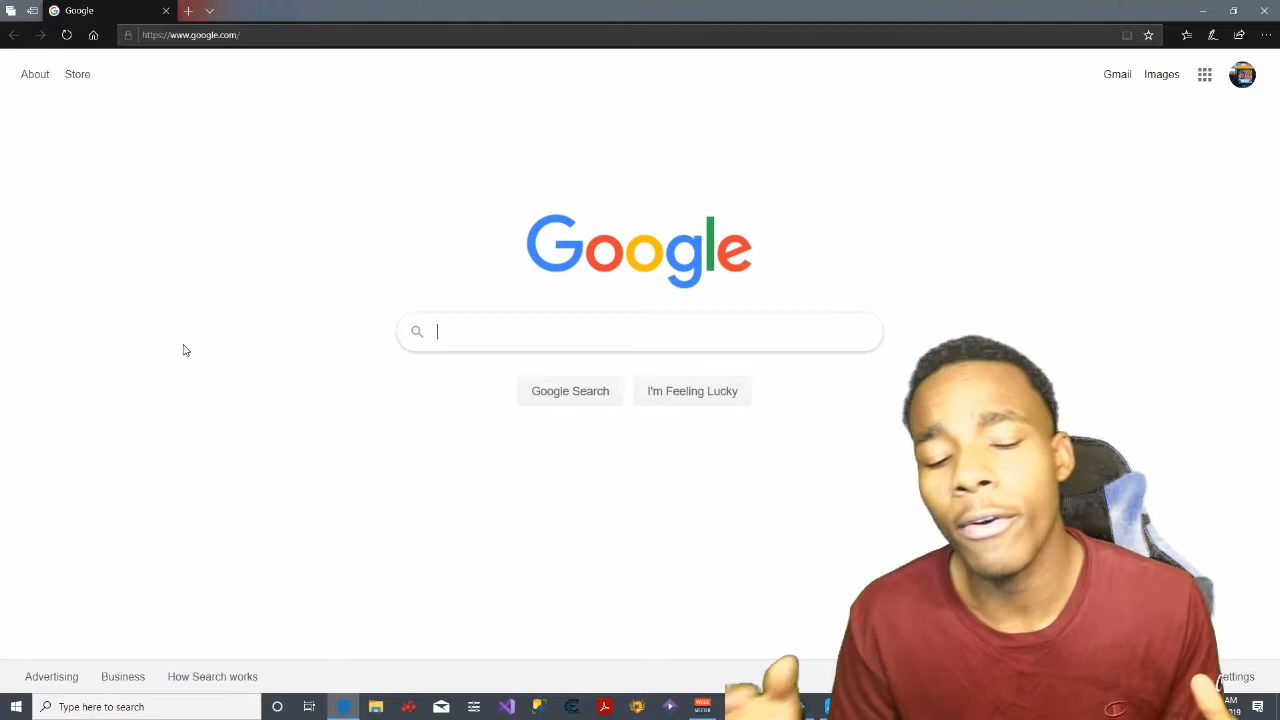 Google
https://www.google.com/
About Store
Gmail Images
Google
Google Search I'm Feeling Lucky
Advertising Business How Search works
Type here to search